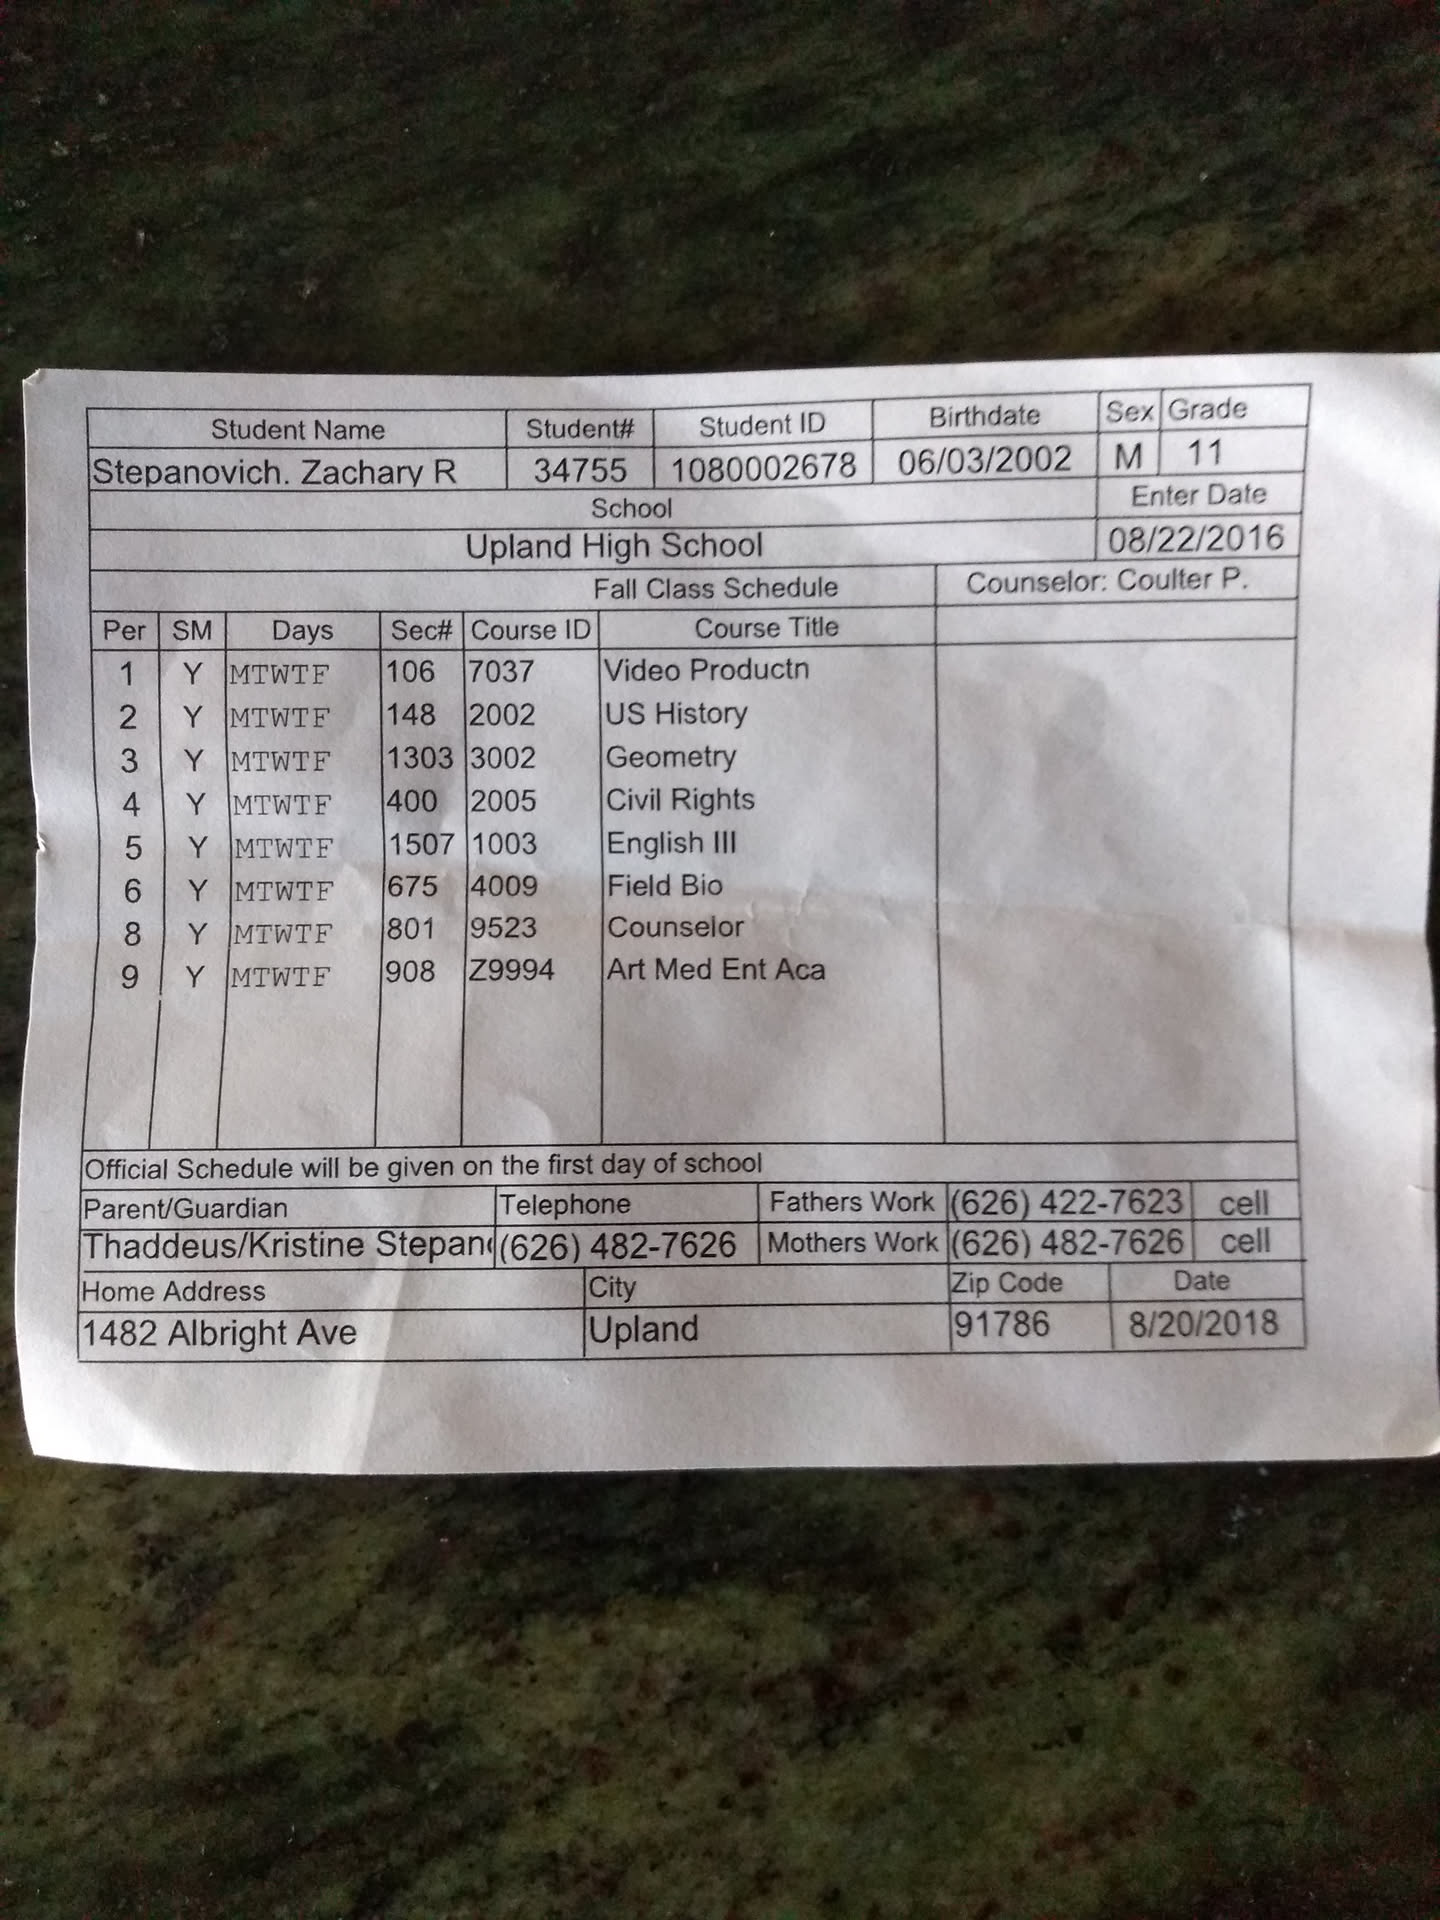 Student Name Student# Student ID Birthdate Sex Grade
Stepanovich. Zachary R 34755 1080002678 06/03/2002 M 11
School Enter Date
Upland High School 08/22/2016
Fall Class Schedule Counselor: Coulter P.
Per SM Days Sec# Course ID Course Title
1 Y MTWTF 106 7037 Video Productn
2 Y MTWTF 148 2002 US History
3 Y MTWTF 1303 3002 Geometry
4 Y MTWTF 400 2005 Civil Rights
5 Y MTWTF 1507 1003 English III
6 Y MTWTF 675 4009 Field Bio
8 Y MTWTF 801 9523 Counselor
9 Y MTWTF 908 Z9994 Art Med Ent Aca
Official Schedule will be given on the first day of school
Parent/Guardian Telephone Fathers Work (626) 422-7623 cell
Thaddeus/Kristine Stepan (626) 482-7626 Mothers Work (626) 482-7626 cell
Home Address City Zip Code Date
1482 Albright Ave Upland 91786 8/20/2018